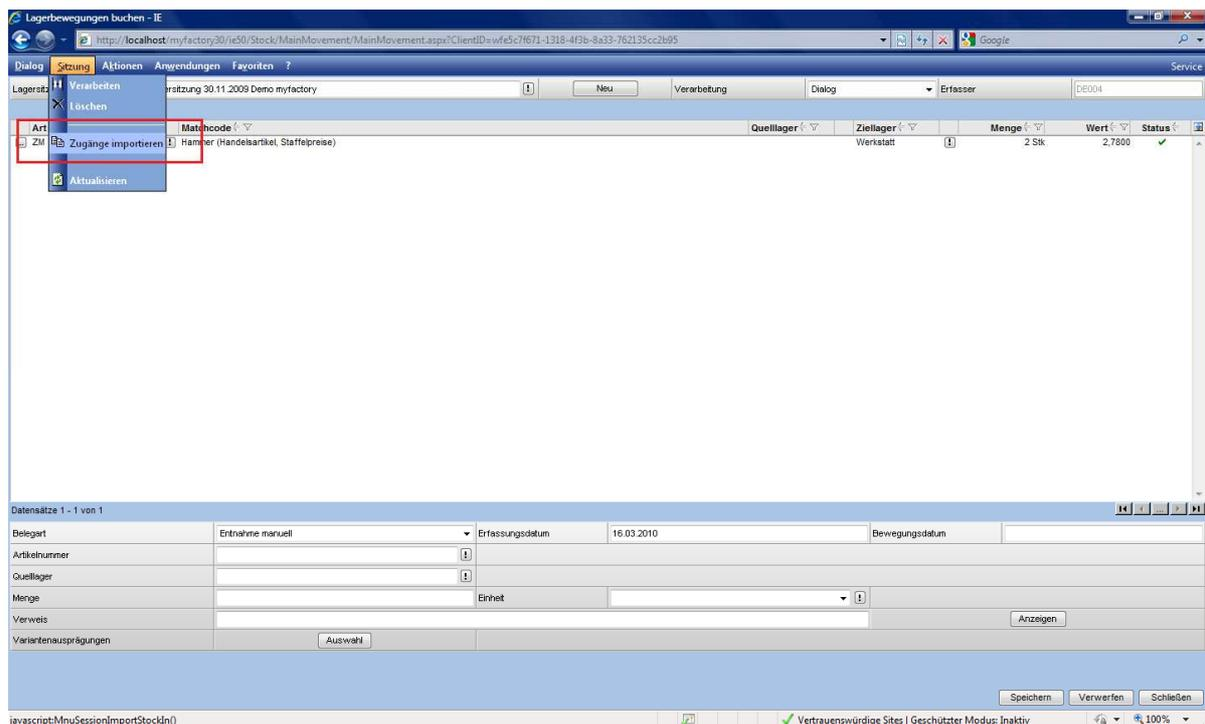 Lagerbewegungen buchen - IE
http://localhost/myfactory30/ie50/Stock/MainMovement/MainMovement.aspx?ClientID=wfe5c7f671-1318-4f3b-8a33-762135cc2b95
Google
Dialog Sitzung Aktionen Anwendungen Favoriten ? Service
Lagersitz ersitzung 30.11.2009 Demo myfactory ! Neu Verarbeitung Dialog Erfasser DE004
Verarbeiten
Löschen
Art Matchcode Quelllager Ziellager Menge Wert Status
... ZM Zugänge importieren ! Hammer (Handelsartikel, Staffelpreise) Werkstatt ! 2 Stk 2,7800
Aktualisieren
Datensätze 1 - 1 von 1 ...
Belegart Entnahme manuell Erfassungsdatum 16.03.2010 Bewegungsdatum
Artikelnummer !
Quelllager !
Menge Einheit !
Verweis Anzeigen
Variantenausprägungen Auswahl
Speichern Verwerfen Schließen
javascript:MnuSessionImportStockIn() Vertrauenswürdige Sites | Geschützter Modus: Inaktiv 100%